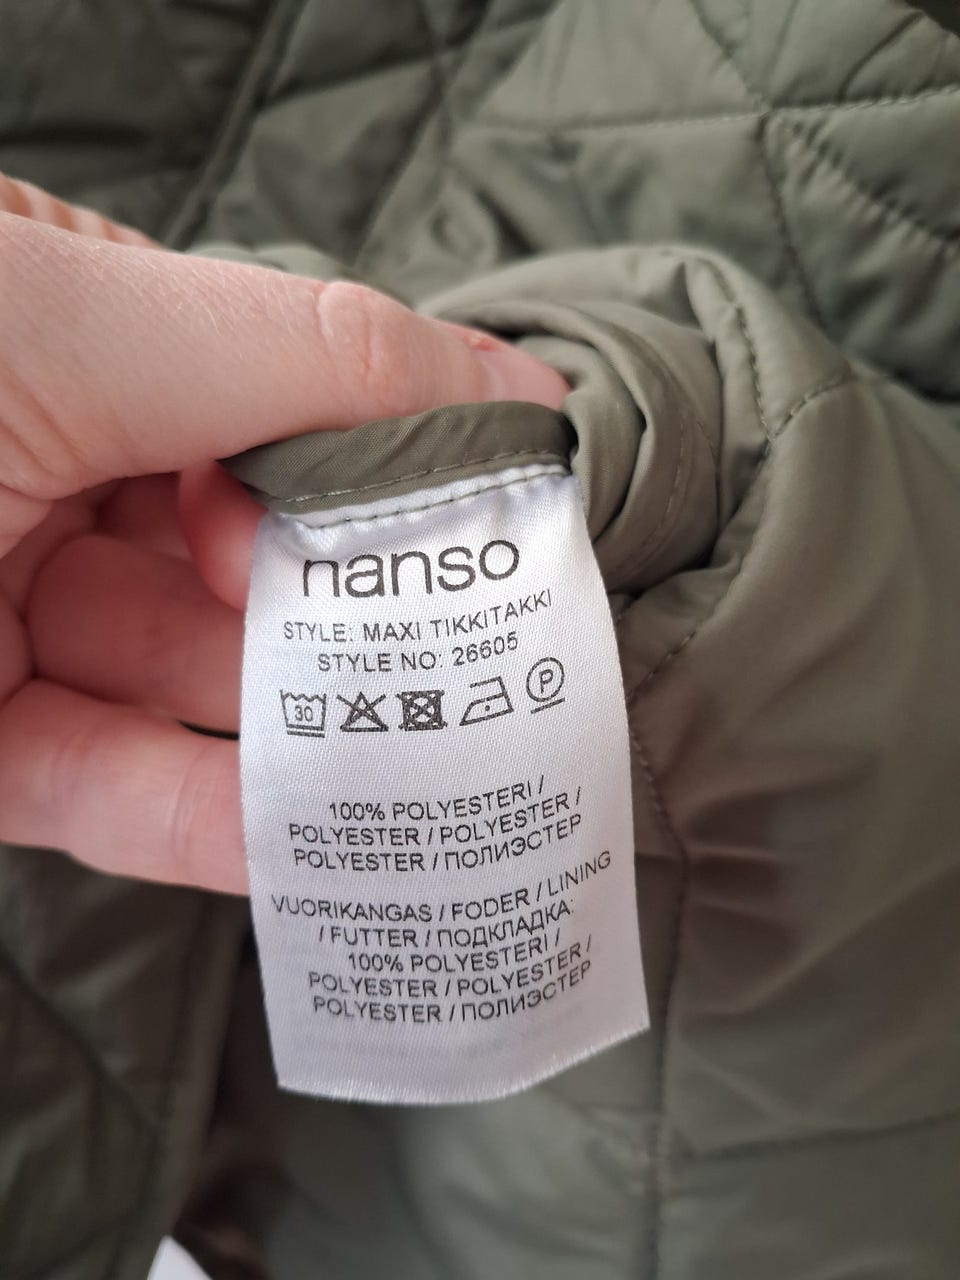 nanso
STYLE: MAXI TIKKITAKKI
STYLE NO: 26605
30 P
100% POLYESTERI /
POLYESTER / POLYESTER /
POLYESTER / ПОЛИЭСТЕР
VUORIKANGAS / FODER / LINING
/ FUTTER / ПОДКЛАДКА:
100% POLYESTERI /
POLYESTER / POLYESTER /
POLYESTER / ПОЛИЭСТЕР